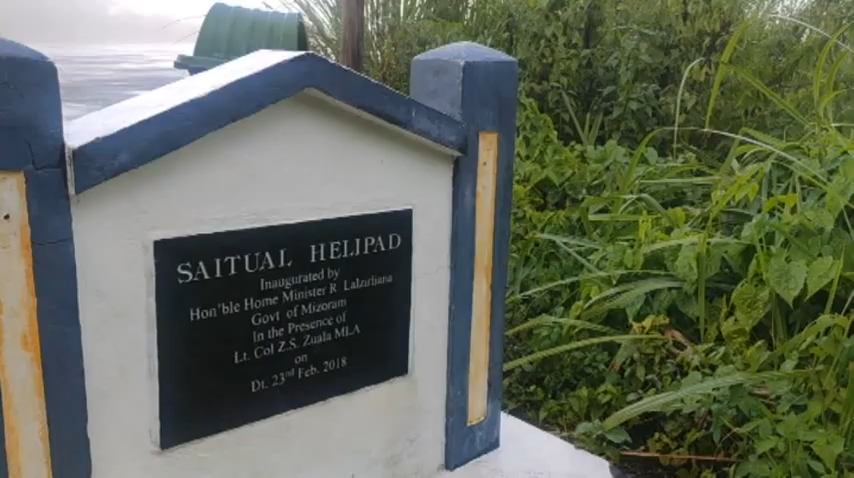 SAITUAL HELIPAD
Inaugurated by
Hon'ble Home Minister R. Lalzirliana
Govt of Mizoram
In the Presence of
Lt. Col Z.S. Zuala MLA
on
Dt. 23rd Feb. 2018